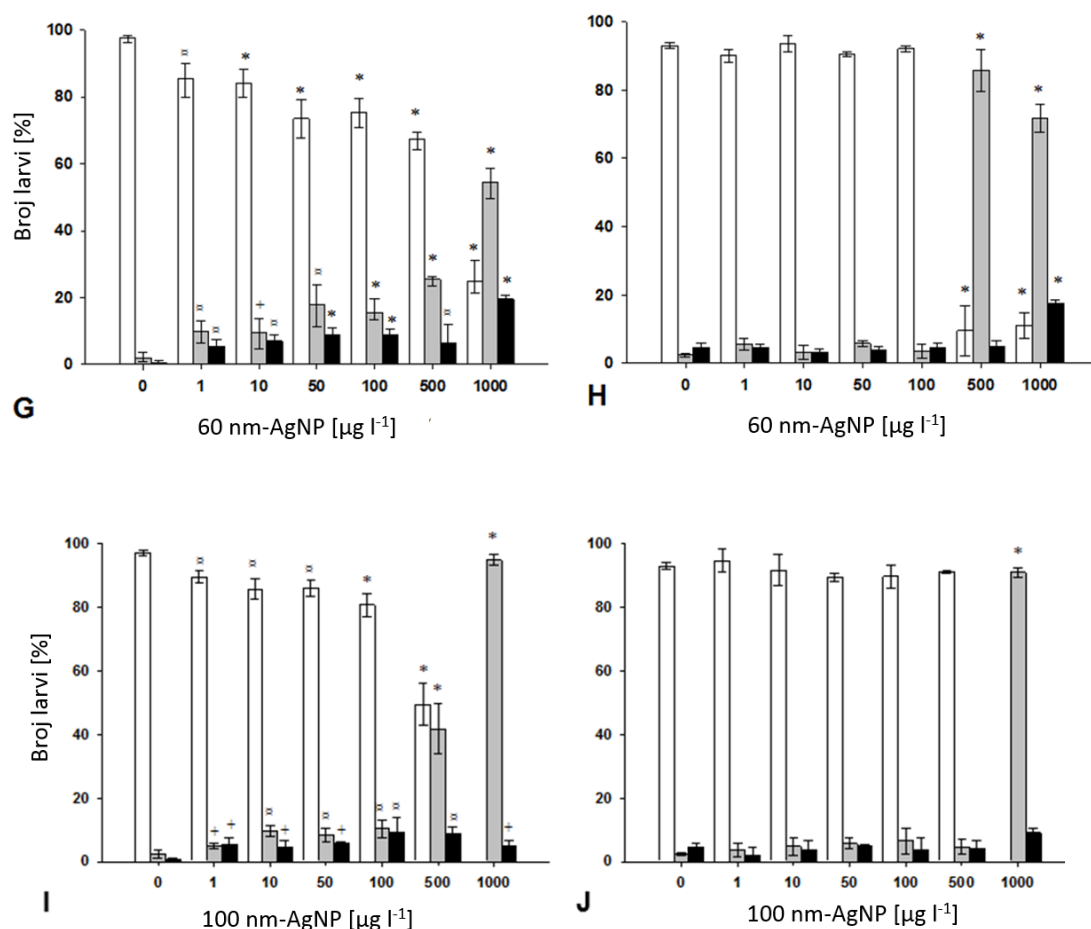 100
80
60
40
20
0
Broj larvi [%]
¤ * * * * * *
¤ ¤ + ¤ ¤ * * * * ¤ * *
0 1 10 50 100 500 1000
G
60 nm-AgNP [µg l⁻¹]
100
80
60
40
20
0
* *
* * *
0 1 10 50 100 500 1000
H
60 nm-AgNP [µg l⁻¹]
100
80
60
40
20
0
Broj larvi [%]
¤ ¤ ¤ * * * *
+ + ¤ + ¤ + ¤ ¤ ¤ +
0 1 10 50 100 500 1000
I
100 nm-AgNP [µg l⁻¹]
100
80
60
40
20
0
*
0 1 10 50 100 500 1000
J
100 nm-AgNP [µg l⁻¹]